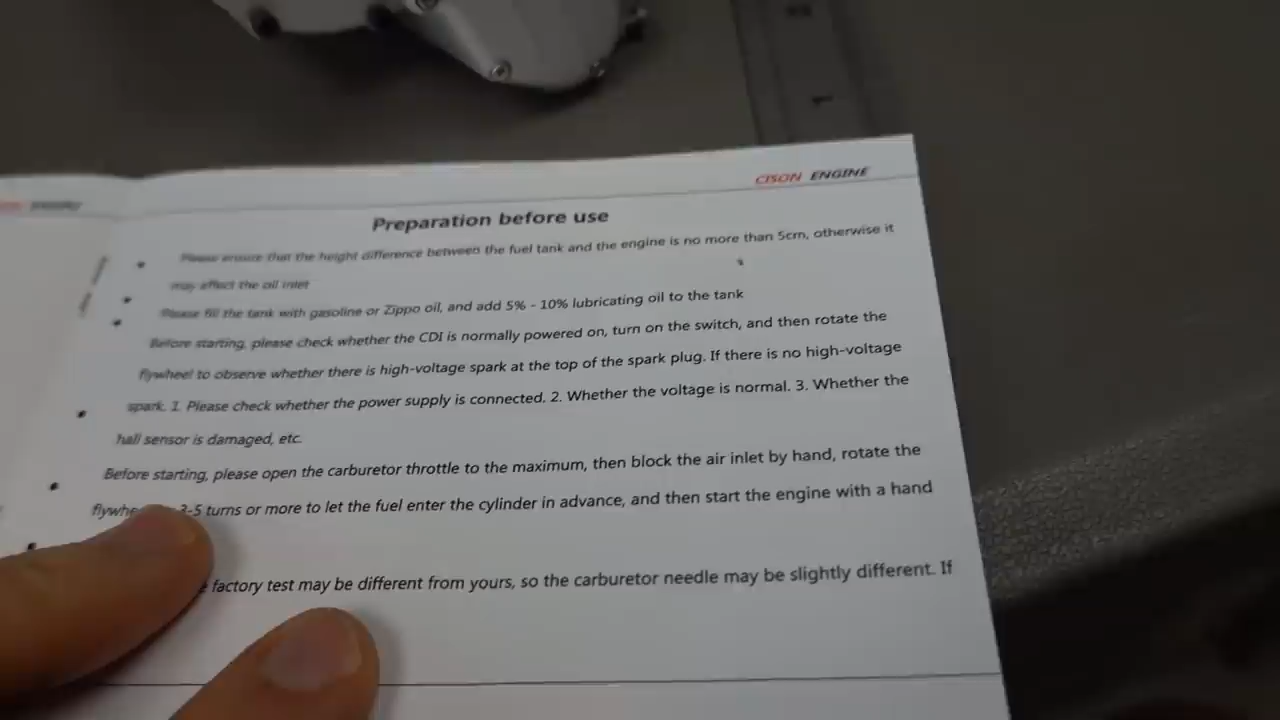 CISON ENGINE
Preparation before use
Please ensure that the height difference between the fuel tank and the engine is no more than 5cm, otherwise it
may affect the oil inlet
Please fill the tank with gasoline or Zippo oil, and add 5% - 10% lubricating oil to the tank
Before starting, please check whether the CDI is normally powered on, turn on the switch, and then rotate the
flywheel to observe whether there is high-voltage spark at the top of the spark plug. If there is no high-voltage
spark, 1. Please check whether the power supply is connected. 2. Whether the voltage is normal. 3. Whether the
hall sensor is damaged, etc.
Before starting, please open the carburetor throttle to the maximum, then block the air inlet by hand, rotate the
3-5 turns or more to let the fuel enter the cylinder in advance, and then start the engine with a hand
factory test may be different from yours, so the carburetor needle may be slightly different. If